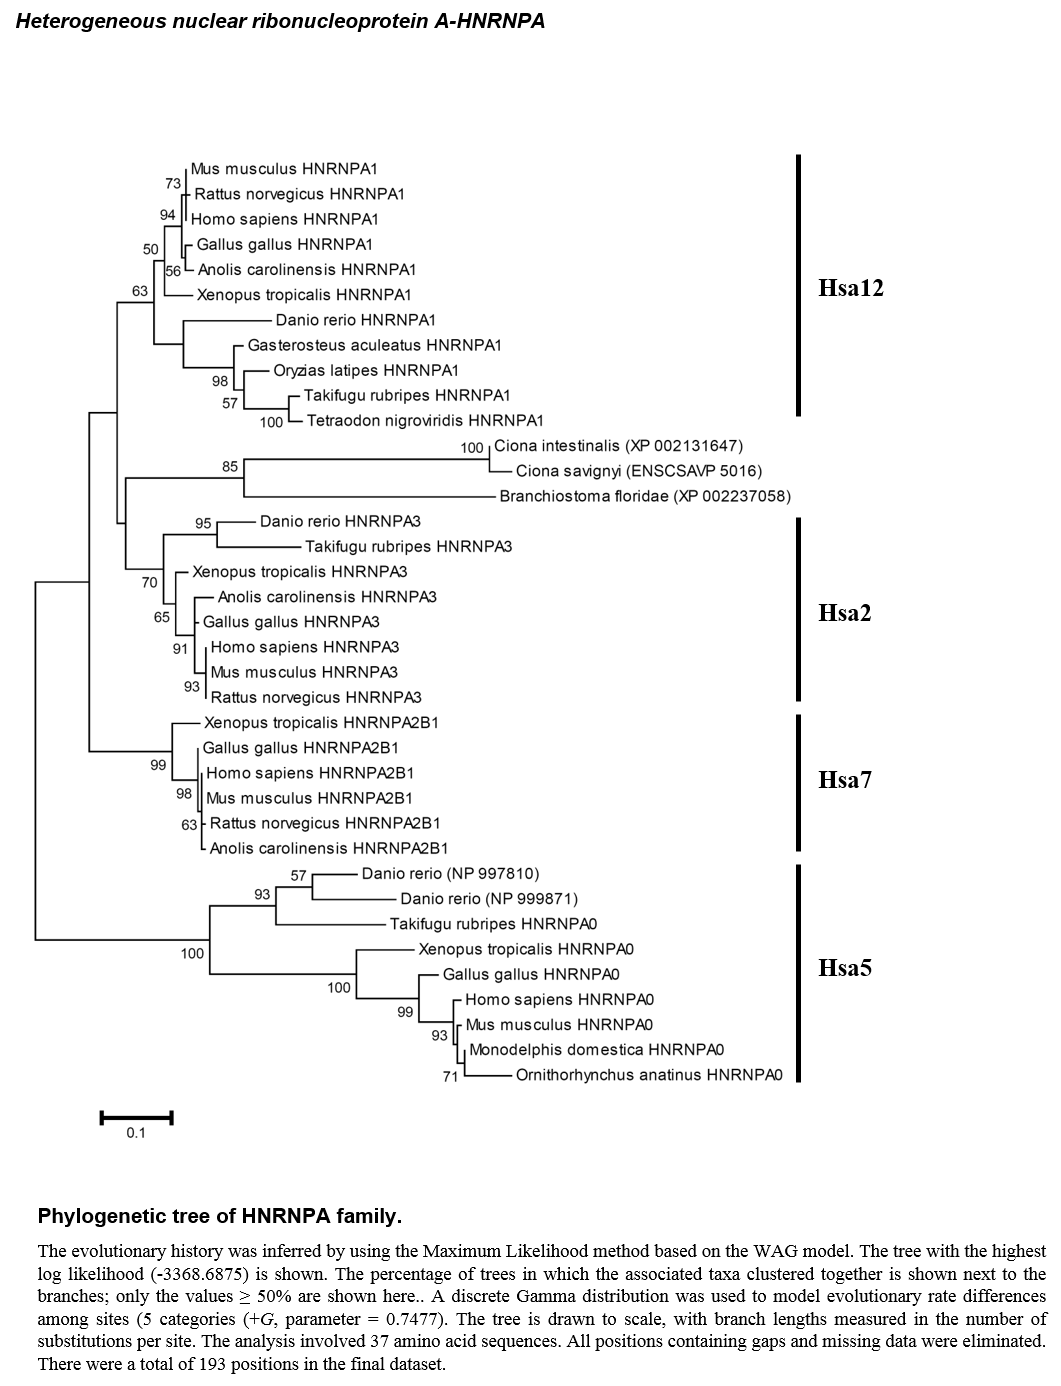 Heterogeneous nuclear ribonucleoprotein A-HNRNPA
Mus musculus HNRNPA1
73
Rattus norvegicus HNRNPA1
94
Homo sapiens HNRNPA1
Gallus gallus HNRNPA1
50
56
Anolis carolinensis HNRNPA1
63
Xenopus tropicalis HNRNPA1
Hsa12
Danio rerio HNRNPA1
Gasterosteus aculeatus HNRNPA1
Oryzias latipes HNRNPA1
98
Takifugu rubripes HNRNPA1
57
Tetraodon nigroviridis HNRNPA1
100
100
Ciona intestinalis (XP 002131647)
85
Ciona savignyi (ENSCSAVP 5016)
Branchiostoma floridae (XP 002237058)
95
Danio rerio HNRNPA3
Takifugu rubripes HNRNPA3
Xenopus tropicalis HNRNPA3
70
Anolis carolinensis HNRNPA3
65
Gallus gallus HNRNPA3
Hsa2
91
Homo sapiens HNRNPA3
Mus musculus HNRNPA3
93
Rattus norvegicus HNRNPA3
Xenopus tropicalis HNRNPA2B1
Gallus gallus HNRNPA2B1
99
Homo sapiens HNRNPA2B1
Hsa7
98
Mus musculus HNRNPA2B1
63
Rattus norvegicus HNRNPA2B1
Anolis carolinensis HNRNPA2B1
57
Danio rerio (NP 997810)
93
Danio rerio (NP 999871)
Takifugu rubripes HNRNPA0
100
Xenopus tropicalis HNRNPA0
Hsa5
Gallus gallus HNRNPA0
100
Homo sapiens HNRNPA0
99
Mus musculus HNRNPA0
93
Monodelphis domestica HNRNPA0
71
Ornithorhynchus anatinus HNRNPA0
0.1
Phylogenetic tree of HNRNPA family.
The evolutionary history was inferred by using the Maximum Likelihood method based on the WAG model. The tree with the highest
log likelihood (-3368.6875) is shown. The percentage of trees in which the associated taxa clustered together is shown next to the
branches; only the values ≥ 50% are shown here.. A discrete Gamma distribution was used to model evolutionary rate differences
among sites (5 categories (+G, parameter = 0.7477). The tree is drawn to scale, with branch lengths measured in the number of
substitutions per site. The analysis involved 37 amino acid sequences. All positions containing gaps and missing data were eliminated.
There were a total of 193 positions in the final dataset.